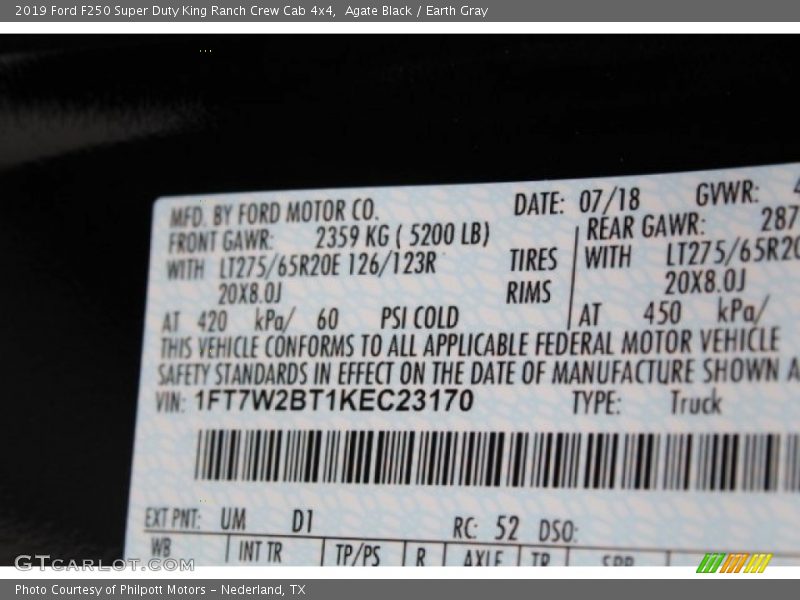 2019 Ford F250 Super Duty King Ranch Crew Cab 4x4, Agate Black / Earth Gray
MFD. BY FORD MOTOR CO. DATE: 07/18 GVWR:
FRONT GAWR: 2359 KG ( 5200 LB) REAR GAWR: 287
WITH LT275/65R20E 126/123R TIRES WITH LT275/65R20
20X8.0J RIMS 20X8.0J
AT 420 kPa/ 60 PSI COLD AT 450 kPa/
THIS VEHICLE CONFORMS TO ALL APPLICABLE FEDERAL MOTOR VEHICLE
SAFETY STANDARDS IN EFFECT ON THE DATE OF MANUFACTURE SHOWN A
VIN: 1FT7W2BT1KEC23170 TYPE: Truck
EXT PNT: UM D1 RC: 52 DSO:
WB INT TR TP/PS R AXLE TR SPR
GTCarLot.com
Photo Courtesy of Philpott Motors - Nederland, TX